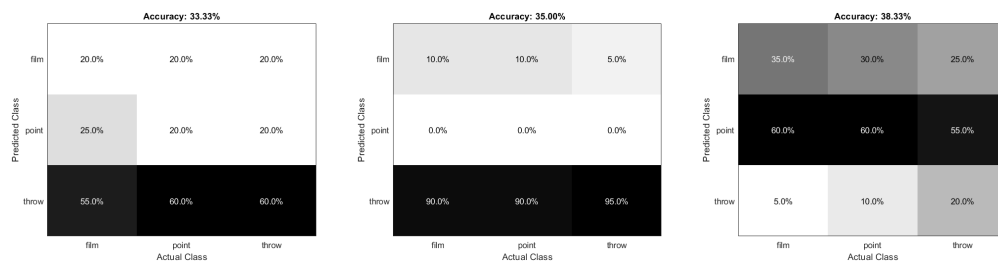 Accuracy: 33.33%
Predicted Class
film
20.0%
20.0%
20.0%
point
25.0%
20.0%
20.0%
throw
55.0%
60.0%
60.0%
film
point
throw
Actual Class
Accuracy: 35.00%
Predicted Class
film
10.0%
10.0%
5.0%
point
0.0%
0.0%
0.0%
throw
90.0%
90.0%
95.0%
film
point
throw
Actual Class
Accuracy: 38.33%
Predicted Class
film
35.0%
30.0%
25.0%
point
60.0%
60.0%
55.0%
throw
5.0%
10.0%
20.0%
film
point
throw
Actual Class